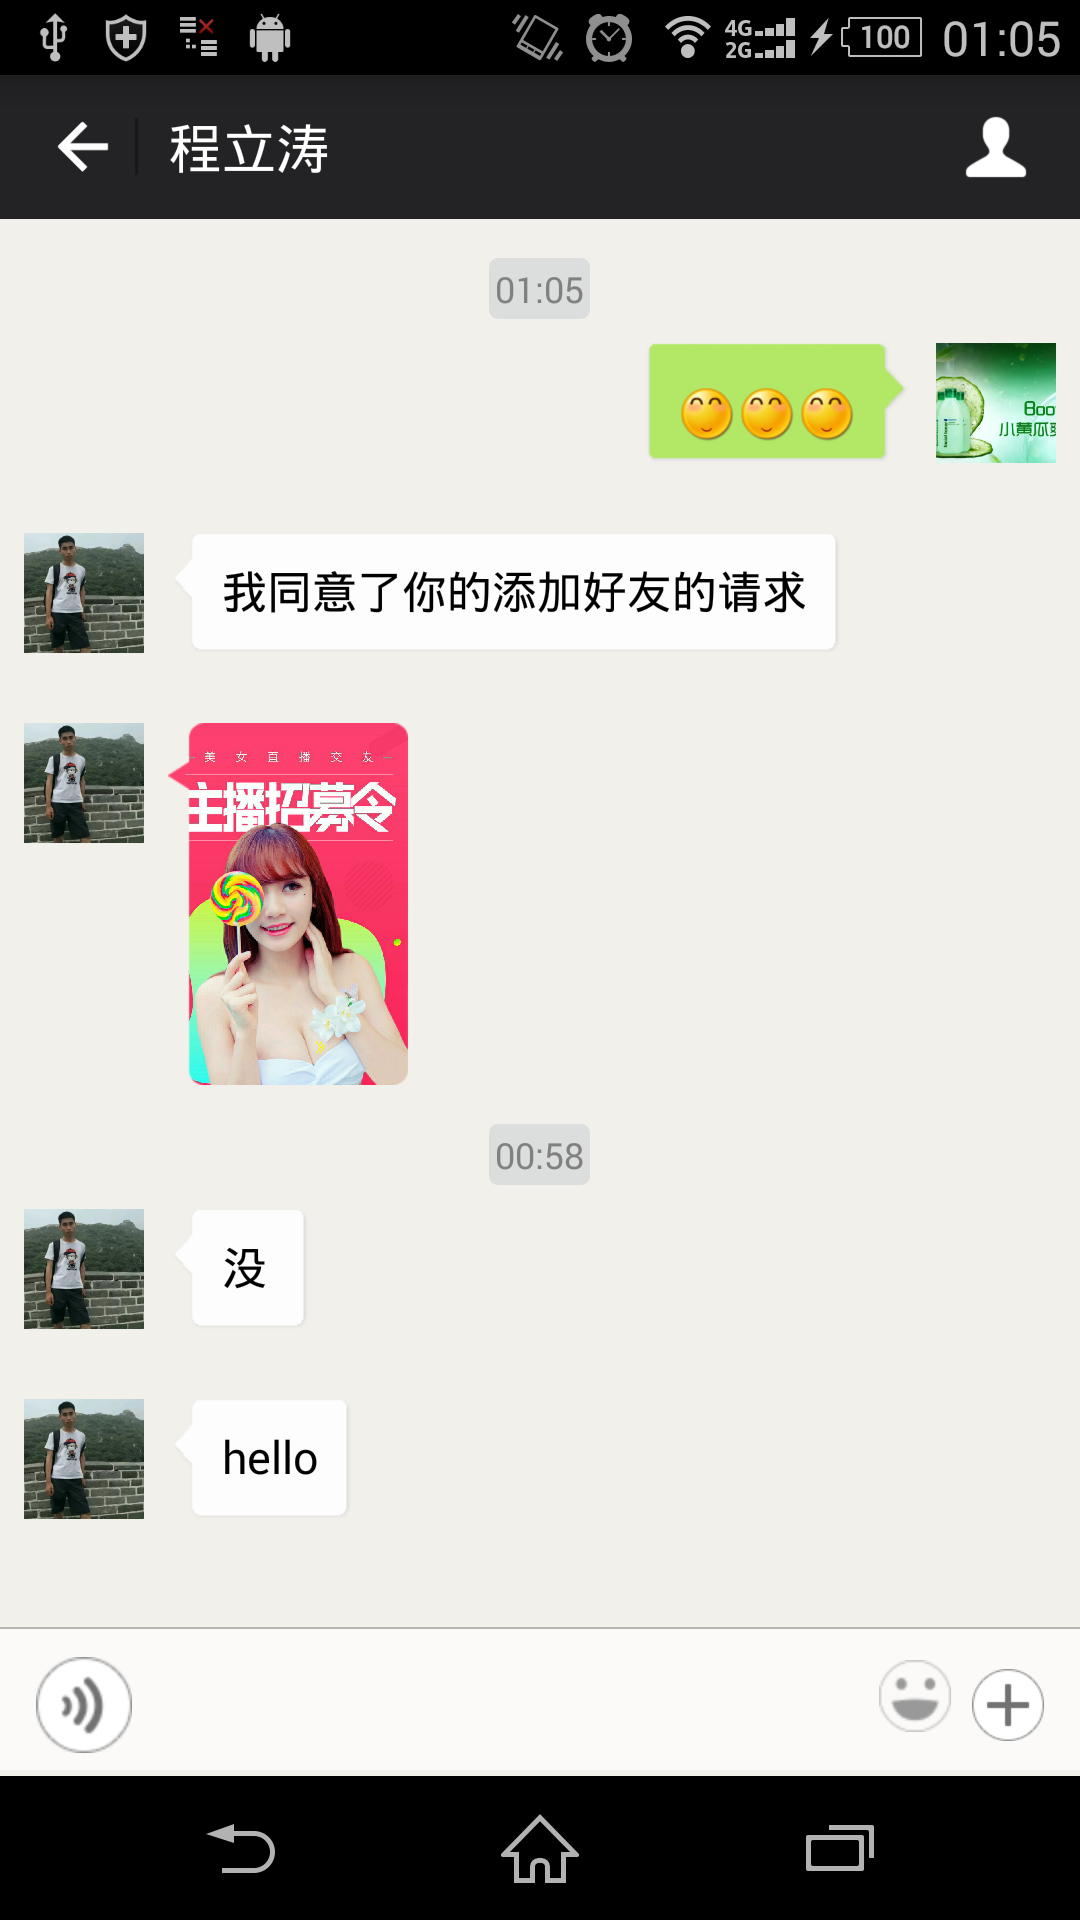 4G
2G
100
01:05
程立涛
01:05
Boo
小黄瓜
我同意了你的添加好友的请求
美女直播交友
主播招募令
00:58
没
hello